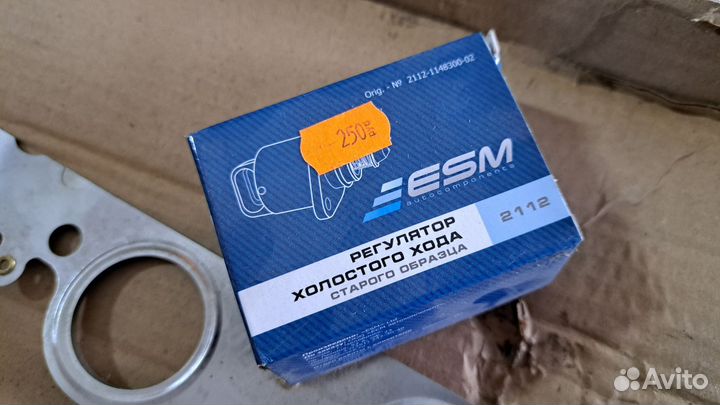 Orig. - № 2112-1148300-02
250
ESM
autocomponents
2112
РЕГУЛЯТОР
ХОЛОСТОГО ХОДА
СТАРОГО ОБРАЗЦА
Avito